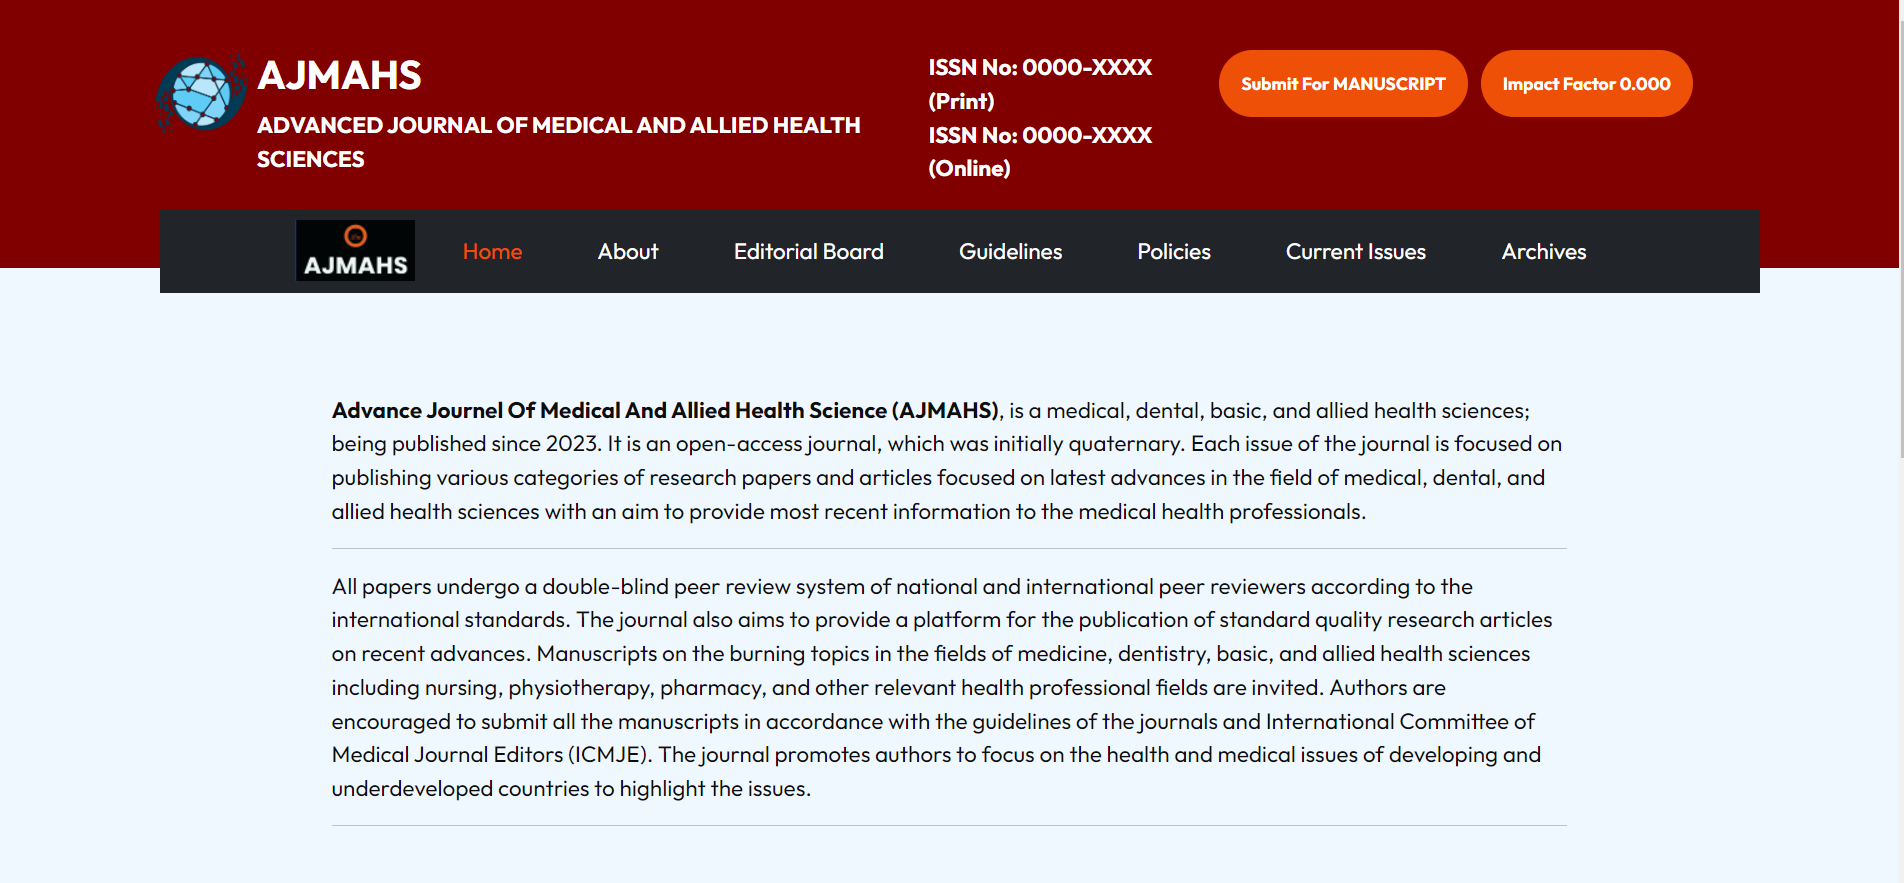 AJMAHS
ADVANCED JOURNAL OF MEDICAL AND ALLIED HEALTH
SCIENCES
ISSN No: 0000-XXXX
(Print)
ISSN No: 0000-XXXX
(Online)
Submit For MANUSCRIPT
Impact Factor 0.000
AJMAHS
Home
About
Editorial Board
Guidelines
Policies
Current Issues
Archives
Advance Journel Of Medical And Allied Health Science (AJMAHS), is a medical, dental, basic, and allied health sciences;
being published since 2023. It is an open-access journal, which was initially quaternary. Each issue of the journal is focused on
publishing various categories of research papers and articles focused on latest advances in the field of medical, dental, and
allied health sciences with an aim to provide most recent information to the medical health professionals.
All papers undergo a double-blind peer review system of national and international peer reviewers according to the
international standards. The journal also aims to provide a platform for the publication of standard quality research articles
on recent advances. Manuscripts on the burning topics in the fields of medicine, dentistry, basic, and allied health sciences
including nursing, physiotherapy, pharmacy, and other relevant health professional fields are invited. Authors are
encouraged to submit all the manuscripts in accordance with the guidelines of the journals and International Committee of
Medical Journal Editors (ICMJE). The journal promotes authors to focus on the health and medical issues of developing and
underdeveloped countries to highlight the issues.